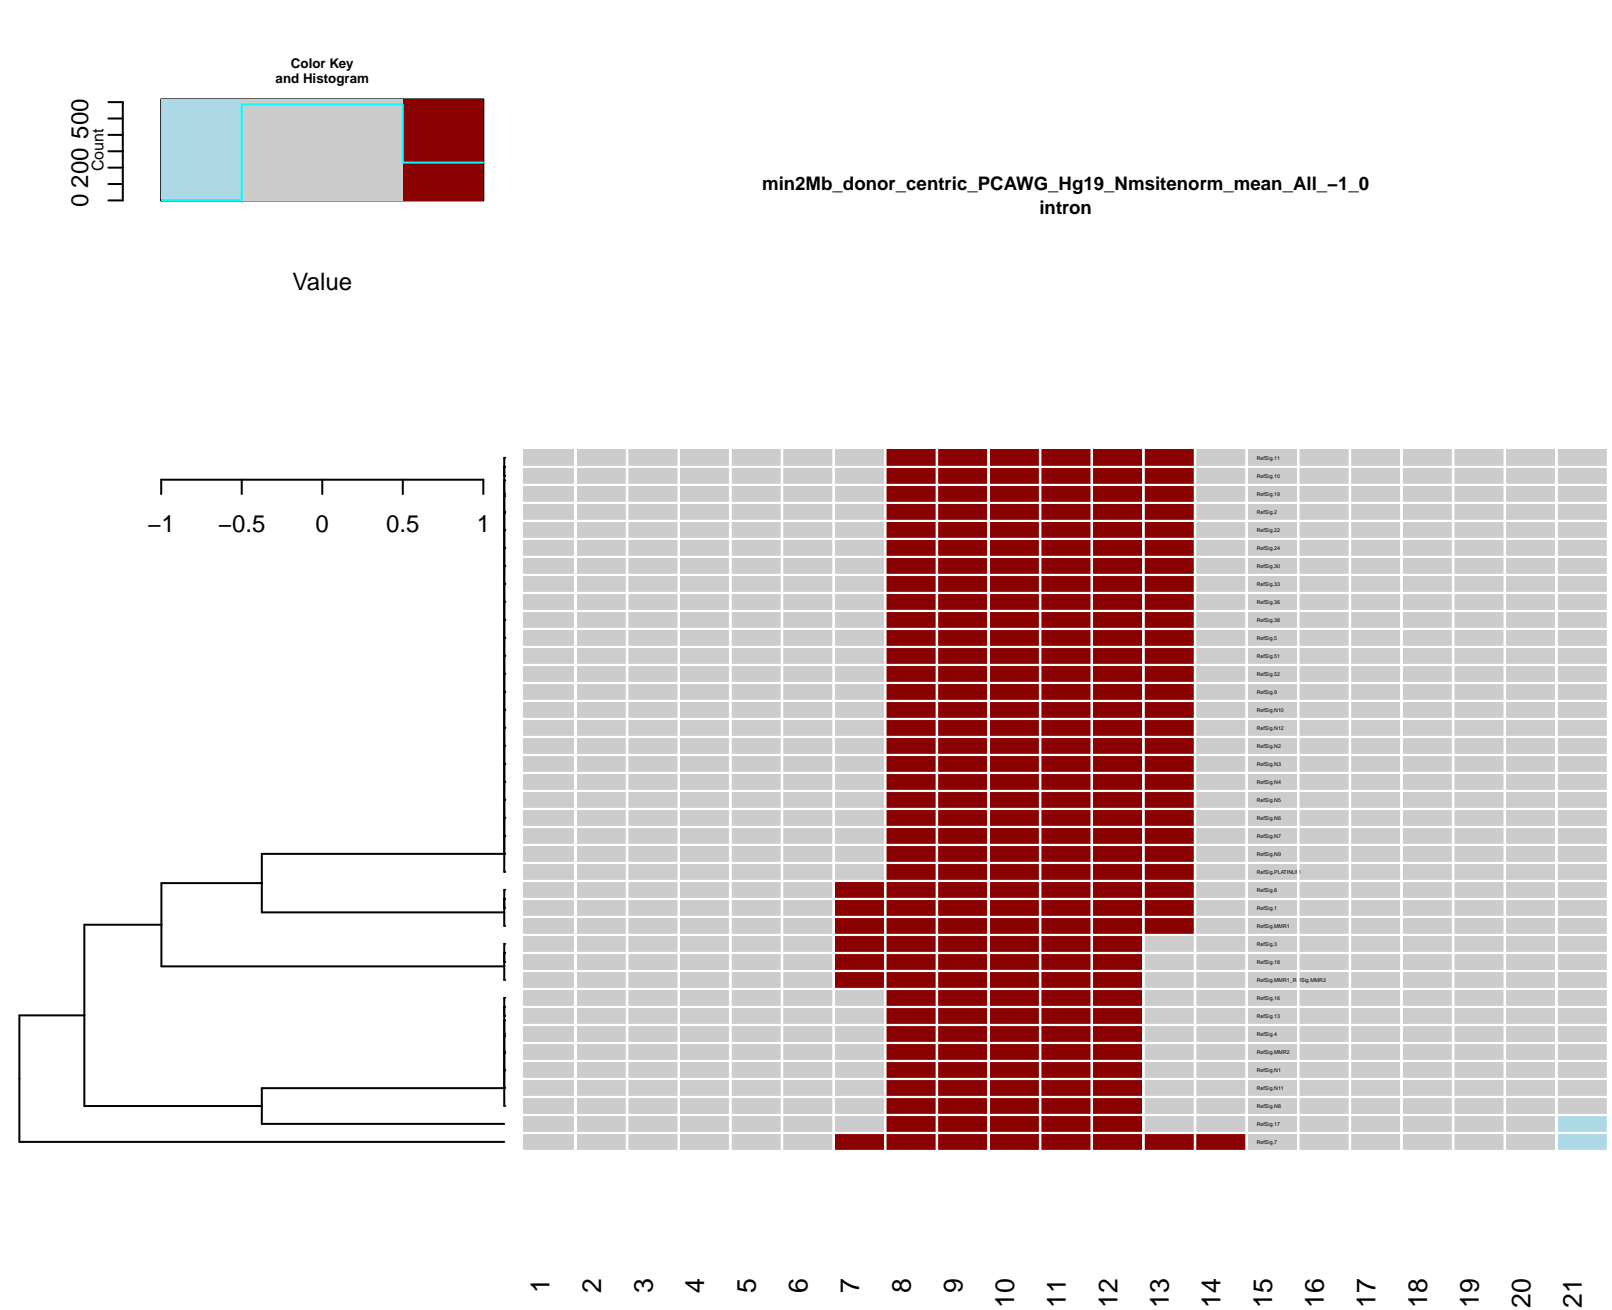 Color Key
and Histogram
0 200 500
Count
Value
min2Mb_donor_centric_PCAWG_Hg19_Nmsitenorm_mean_All_−1_0
intron
−1 −0.5 0 0.5 1
RefSig.11
RefSig.10
RefSig.19
RefSig.2
RefSig.22
RefSig.24
RefSig.30
RefSig.33
RefSig.36
RefSig.38
RefSig.5
RefSig.51
RefSig.52
RefSig.9
RefSig.N10
RefSig.N12
RefSig.N2
RefSig.N3
RefSig.N4
RefSig.N5
RefSig.N6
RefSig.N7
RefSig.N9
RefSig.PLATINUM
RefSig.8
RefSig.1
RefSig.MMR1
RefSig.3
RefSig.18
RefSig.MMR1_RefSig.MMR2
RefSig.16
RefSig.13
RefSig.4
RefSig.MMR2
RefSig.N1
RefSig.N11
RefSig.N8
RefSig.17
RefSig.7
1 2 3 4 5 6 7 8 9 10 11 12 13 14 15 16 17 18 19 20 21